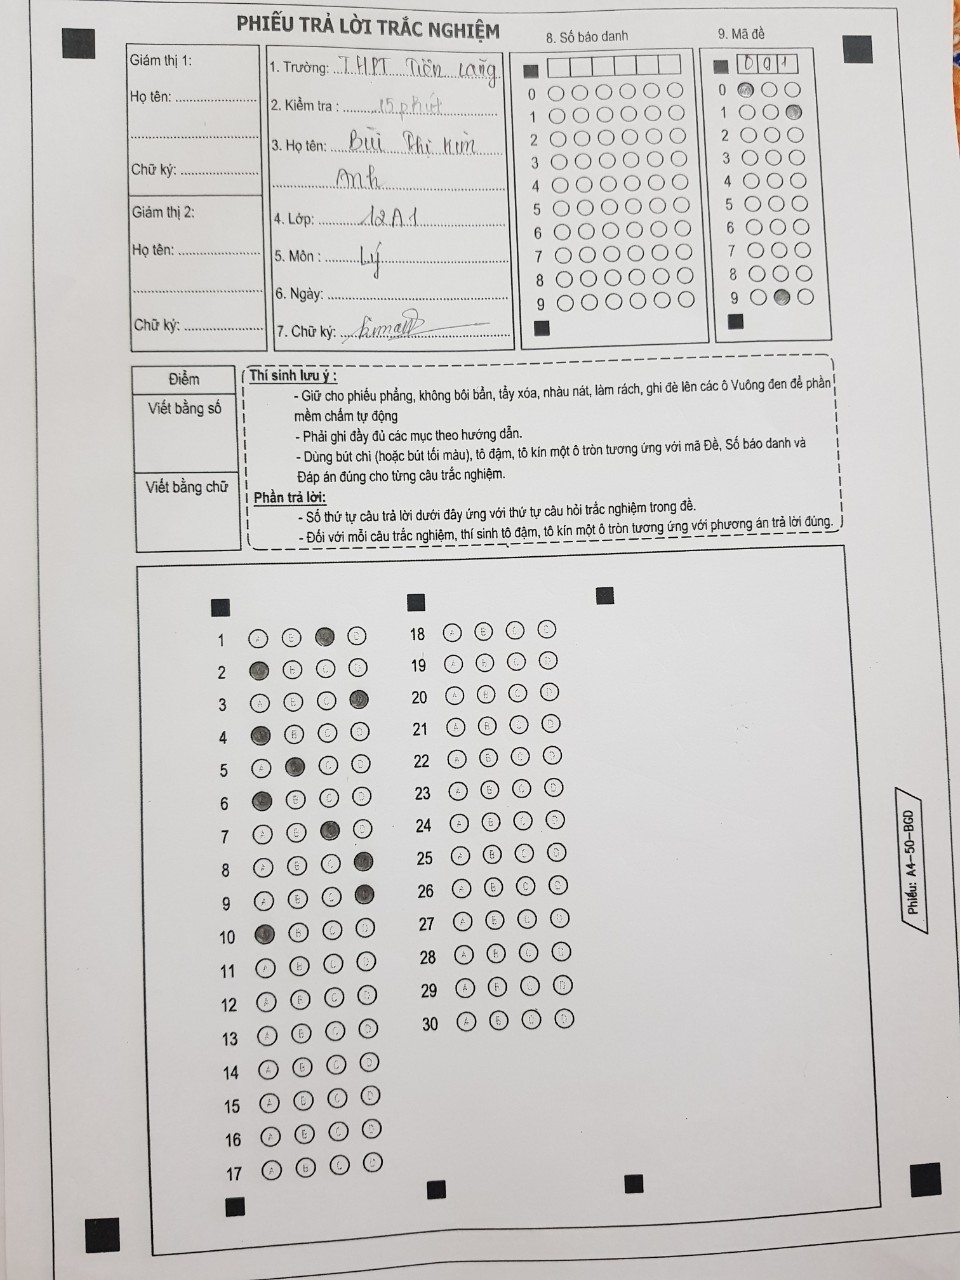 PHIẾU TRẢ LỜI TRẮC NGHIỆM
Giám thị 1:
Họ tên:
Chữ ký:
Giám thị 2:
Họ tên:
Chữ ký:
1. Trường: THPT Tiên Lãng
2. Kiểm tra : 15 phút
3. Họ tên: Bùi Thị Kim
Anh
4. Lớp: 12A1
5. Môn : Lý
6. Ngày:
7. Chữ ký:
8. Số báo danh
0
1
2
3
4
5
6
7
8
9
9. Mã đề
0 9 1
0
1
2
3
4
5
6
7
8
9
Điểm
Viết bằng số
Viết bằng chữ
Thí sinh lưu ý :
- Giữ cho phiếu phẳng, không bôi bẩn, tẩy xóa, nhàu nát, làm rách, ghi đè lên các ô Vuông đen để phần
mềm chấm tự động
- Phải ghi đầy đủ các mục theo hướng dẫn.
- Dùng bút chì (hoặc bút tối màu), tô đậm, tô kín một ô tròn tương ứng với mã Đề, Số báo danh và
Đáp án đúng cho từng câu trắc nghiệm.
Phần trả lời:
- Số thứ tự câu trả lời dưới đây ứng với thứ tự câu hỏi trắc nghiệm trong đề.
- Đối với mỗi câu trắc nghiệm, thí sinh tô đậm, tô kín một ô tròn tương ứng với phương án trả lời đúng.
1 A B D
2 B C D
3 A B C
4 B C D
5 A C D
6 B C D
7 A B D
8 A B C
9 A B C
10 B C D
11 A B C D
12 A B C D
13 A B C D
14 A B C D
15 A B C D
16 A B C D
17 A B C D
18 A B C D
19 A B C D
20 A B C D
21 A B C D
22 A B C D
23 A B C D
24 A B C D
25 A B C D
26 A B C D
27 A B C D
28 A B C D
29 A B C D
30 A B C D
Phiếu: A4-50-BGD